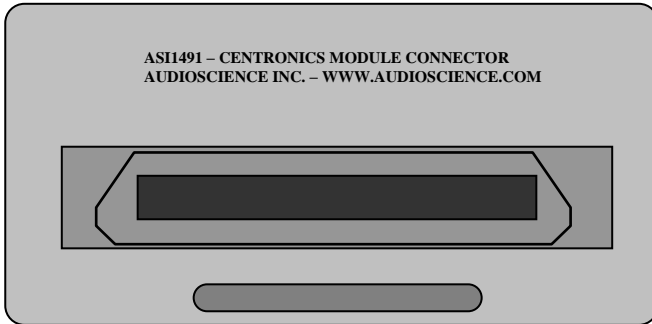 ASI1491 – CENTRONICS MODULE CONNECTOR
AUDIOSCIENCE INC. – WWW.AUDIOSCIENCE.COM